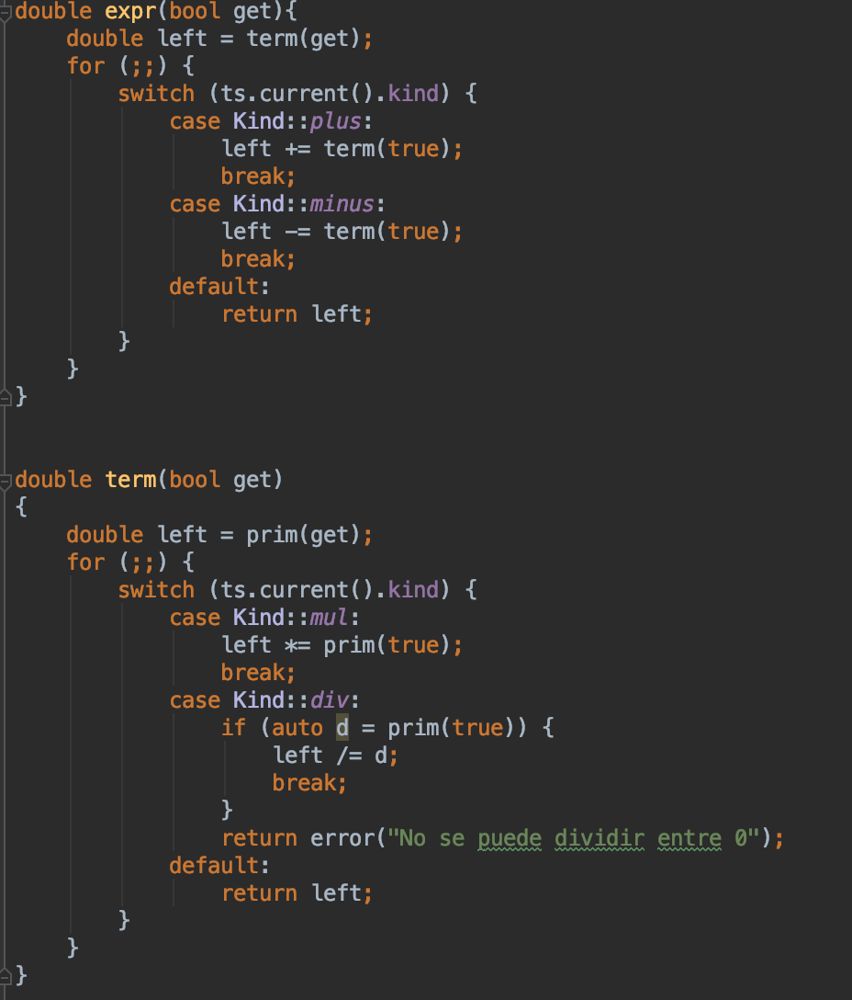 double expr(bool get){
    double left = term(get);
    for (;;) {
        switch (ts.current().kind) {
            case Kind::plus:
                left += term(true);
                break;
            case Kind::minus:
                left -= term(true);
                break;
            default:
                return left;
        }
    }
}
double term(bool get)
{
    double left = prim(get);
    for (;;) {
        switch (ts.current().kind) {
            case Kind::mul:
                left *= prim(true);
                break;
            case Kind::div:
                if (auto d = prim(true)) {
                    left /= d;
                    break;
                }
                return error("No se puede dividir entre 0");
            default:
                return left;
        }
    }
}